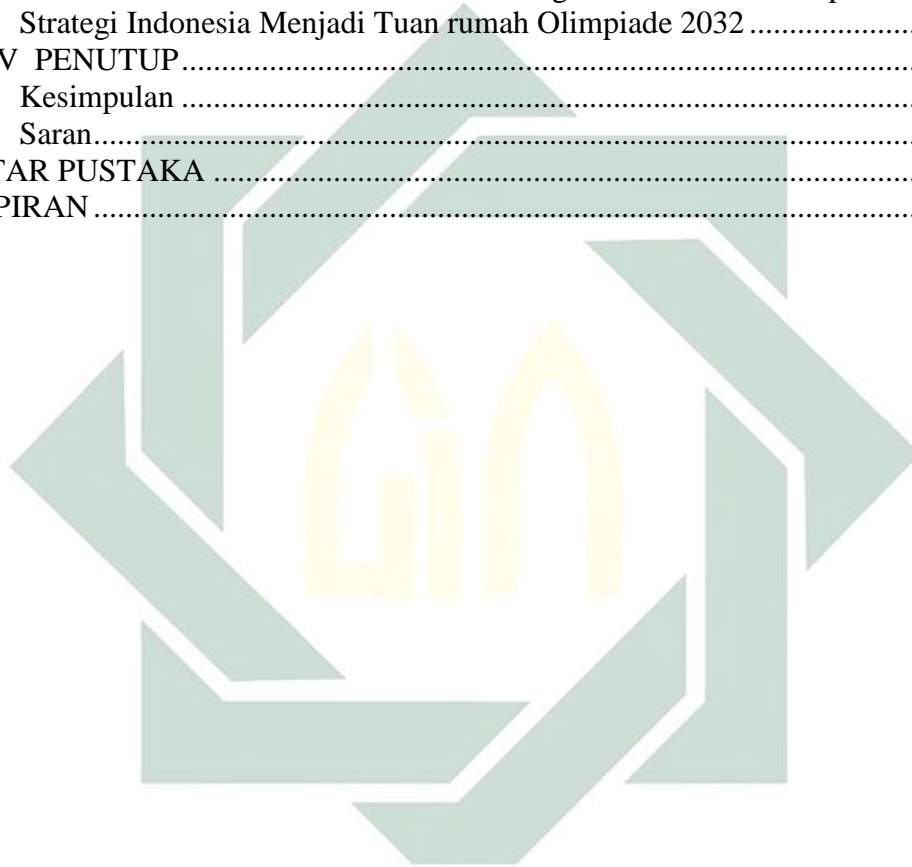 Strategi Indonesia Menjadi Tuan rumah Olimpiade 2032 ....................
V PENUTUP ....................
Kesimpulan ....................
Saran ....................
TAR PUSTAKA ....................
PIRAN ....................